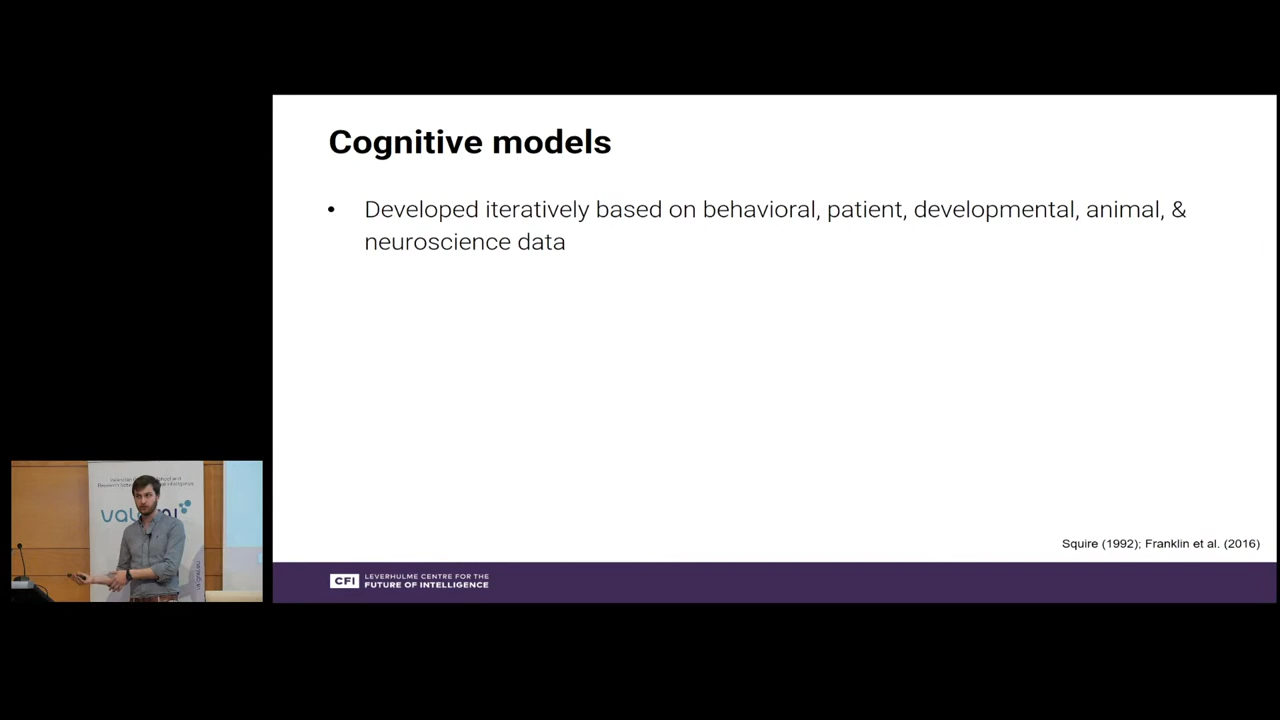 Cognitive models
• Developed iteratively based on behavioral, patient, developmental, animal, &
neuroscience data
Squire (1992); Franklin et al. (2016)
CFI LEVERHULME CENTRE FOR THE
FUTURE OF INTELLIGENCE